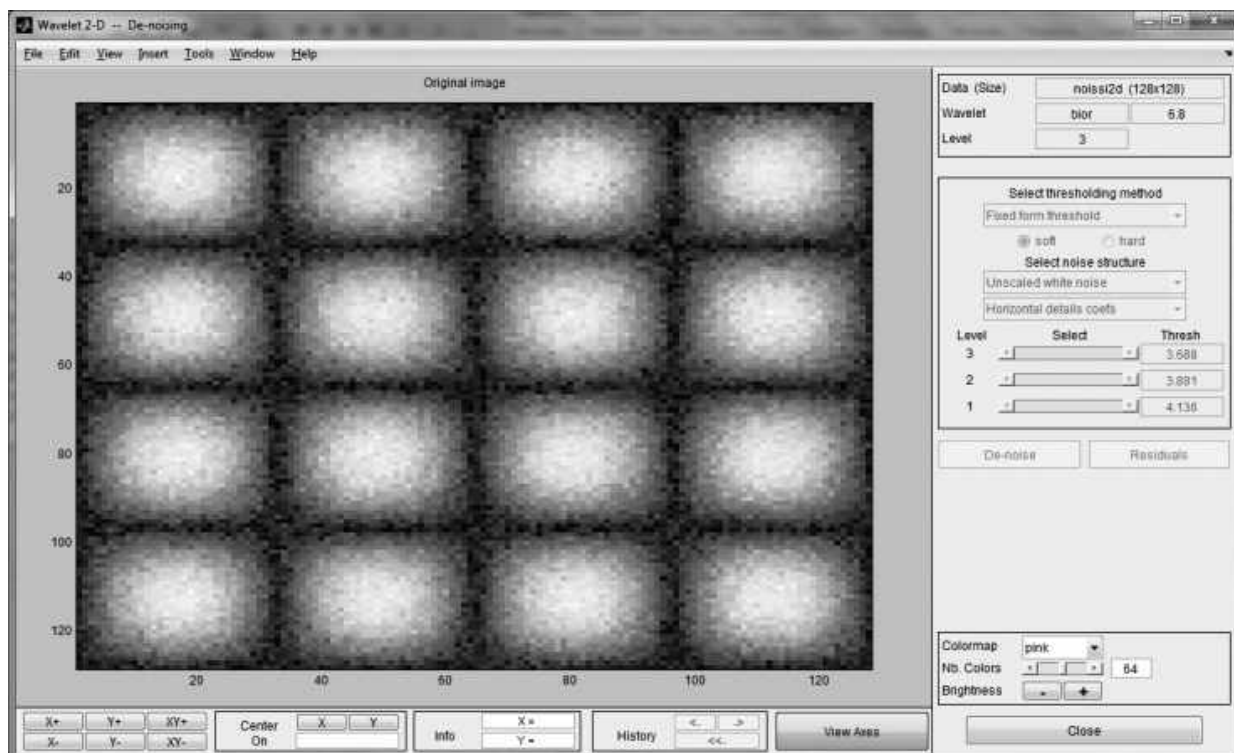 Wavelet 2-D -- De-noising
File Edit View Insert Tools Window Help
Original image
20
40
60
80
100
120
20 40 60 80 100 120
Data (Size) noissi2d (128x128)
Wavelet bior 6.8
Level 3
Select thresholding method
Fixed form threshold
soft hard
Select noise structure
Unscaled white noise
Horizontal details coefs
Level Select Thresh
3 3.688
2 3.881
1 4.136
De-noise Residuals
Colormap pink
Nb. Colors 64
Brightness - +
X+ Y+ XY+
X- Y- XY-
Center On X Y
Info X = Y =
History <- -> <<-
View Axes
Close